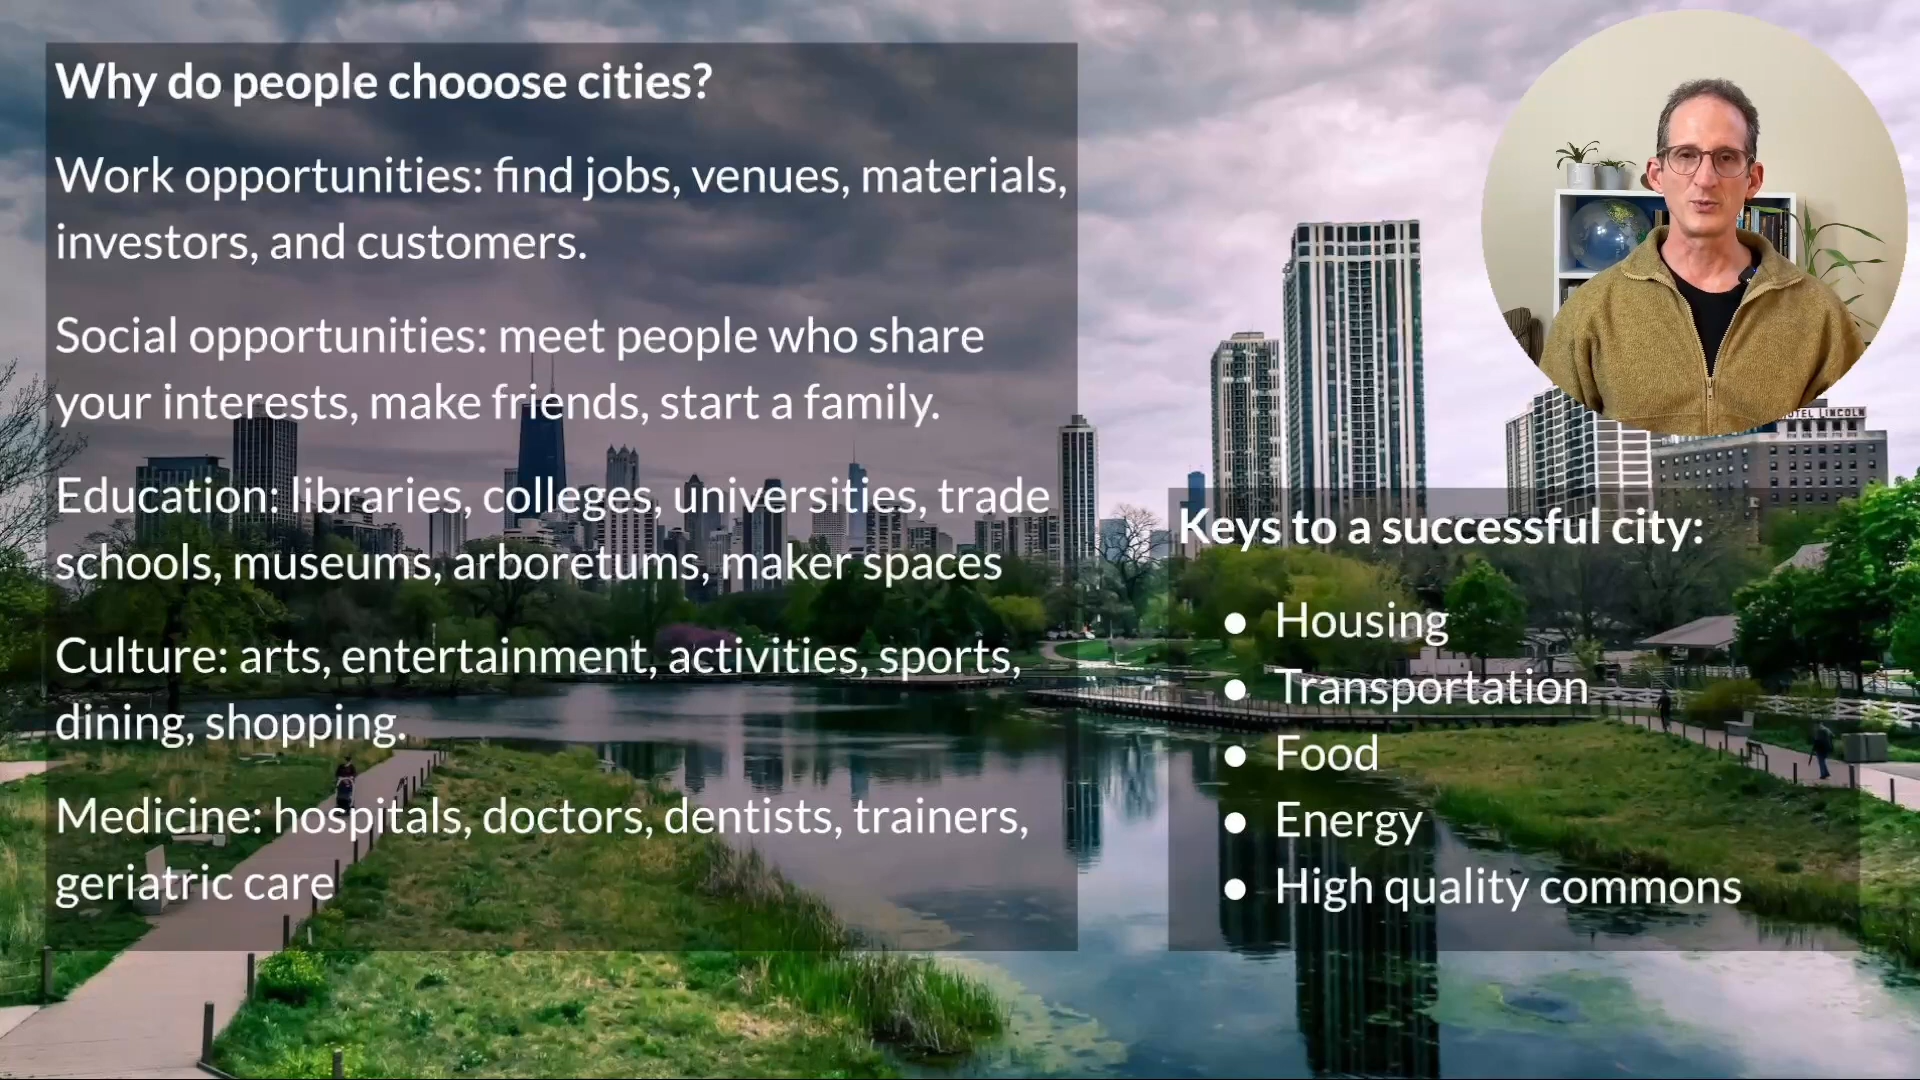 Why do people chooose cities?
Work opportunities: find jobs, venues, materials,
investors, and customers.
Social opportunities: meet people who share
your interests, make friends, start a family.
Education: libraries, colleges, universities, trade
schools, museums, arboretums, maker spaces
Culture: arts, entertainment, activities, sports,
dining, shopping.
Medicine: hospitals, doctors, dentists, trainers,
geriatric care
HOTEL LINCOLN
Keys to a successful city:
● Housing
● Transportation
● Food
● Energy
● High quality commons